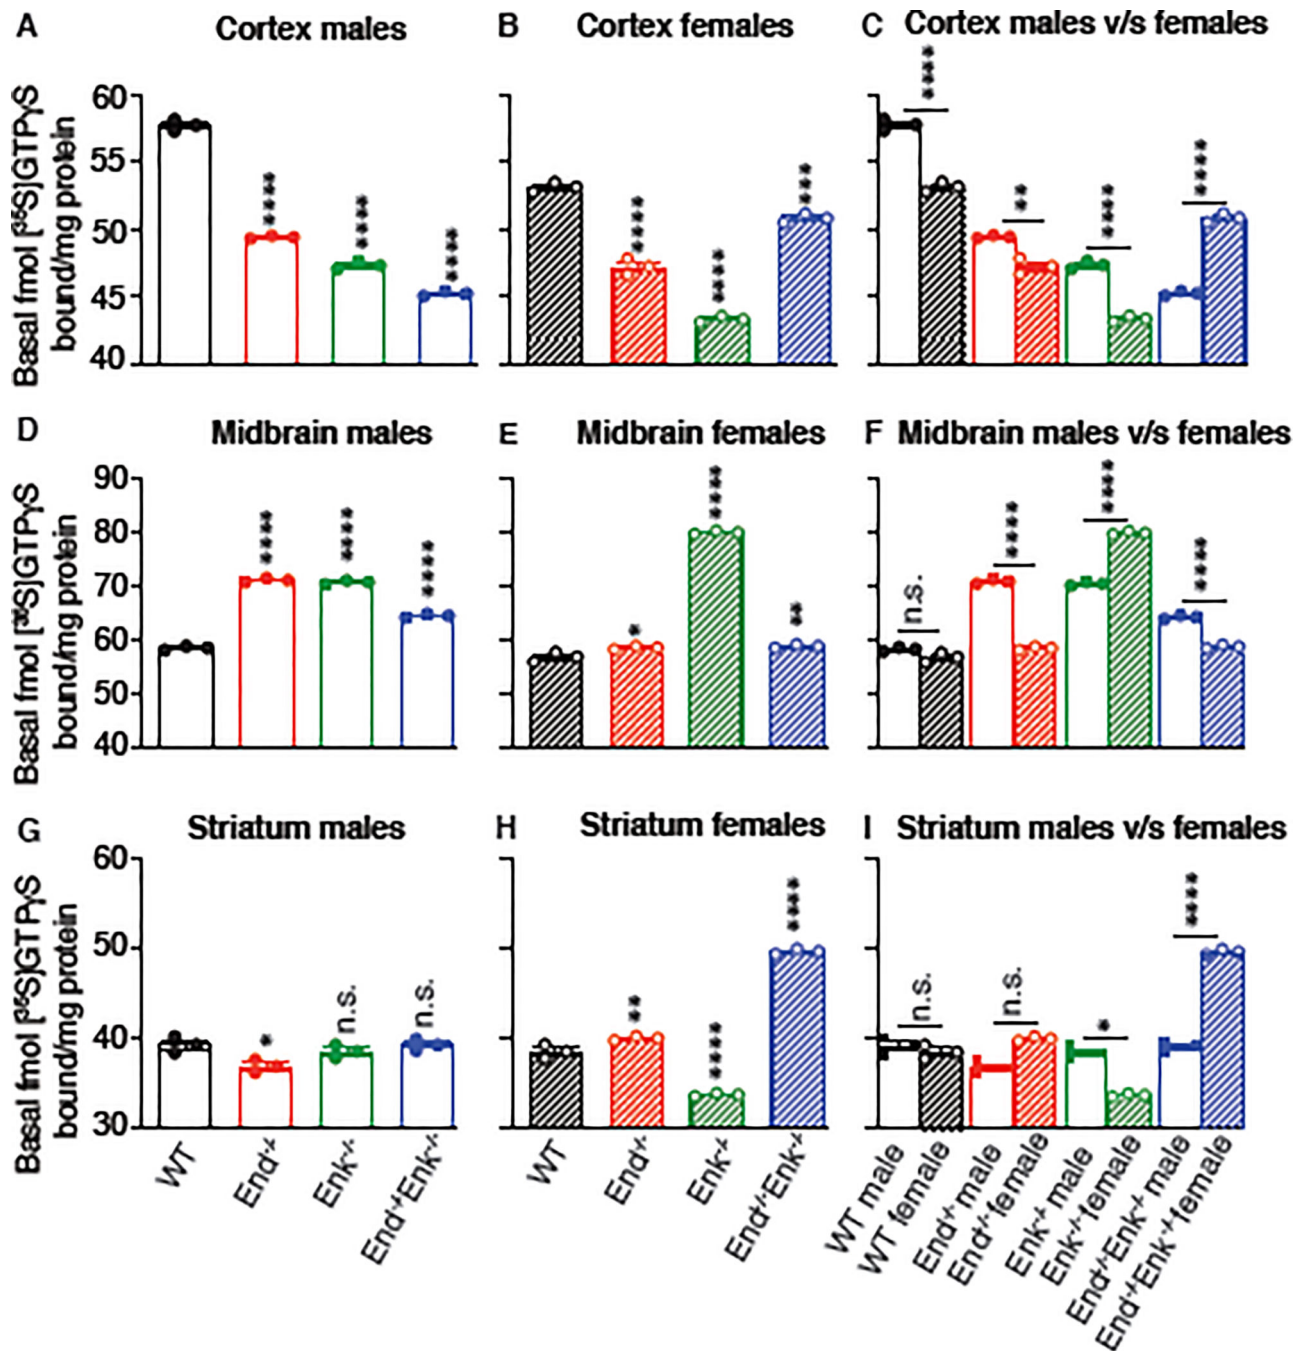 A Cortex males
B Cortex females
C Cortex males v/s females
Basal fmol [³⁵S]GTPγS
bound/mg protein
60
55
50
45
40
****
****
****
****
****
***
****
**
****
****
D Midbrain males
E Midbrain females
F Midbrain males v/s females
Basal fmol [³⁵S]GTPγS
bound/mg protein
90
80
70
60
50
40
****
****
****
*
****
**
n.s.
****
****
****
G Striatum males
H Striatum females
I Striatum males v/s females
Basal fmol [³⁵S]GTPγS
bound/mg protein
60
50
40
30
*
n.s.
n.s.
**
****
****
n.s.
n.s.
*
****
WT
End⁻/⁻
Enk⁻/⁻
End⁻/⁻Enk⁻/⁻
WT
End⁻/⁻
Enk⁻/⁻
End⁻/⁻Enk⁻/⁻
WT male
WT female
End⁻/⁻ male
End⁻/⁻ female
Enk⁻/⁻ male
Enk⁻/⁻ female
End⁻/⁻Enk⁻/⁻ male
End⁻/⁻Enk⁻/⁻ female